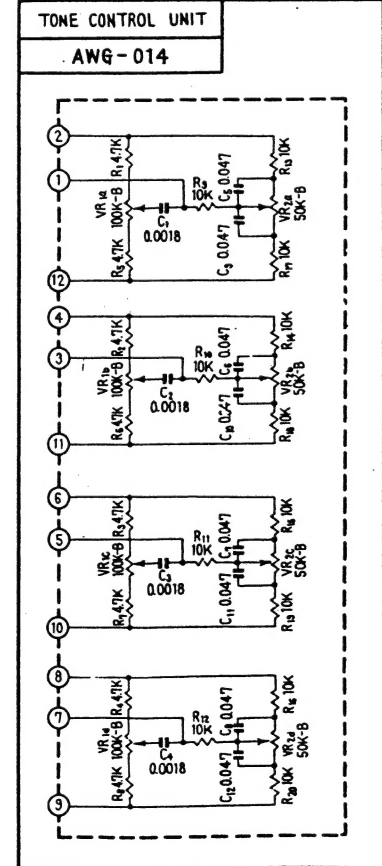 TONE CONTROL UNIT
AWG-014
2
R1 4.7K
R13 10K
1
VR1a
100K-B
C1
0.0018
R9
10K
C5 0.047
VR2a
50K-B
R5 4.7K
C9 0.047
R17 10K
12
4
R2 4.7K
R14 10K
3
VR1b
100K-B
C2
0.0018
R10
10K
C6 0.047
VR2b
50K-B
R6 4.7K
C10
R18 10K
11
6
R3 4.7K
10K
5
VR1c
100K-B
C3
0.0018
R11
10K
C7 0.047
VR2c
50K-B
R7 4.7K
C11 0.047
R19 10K
10
8
R4 4.7K
R16 10K
7
VR1d
100K-B
C4
0.0018
R12
10K
C8 0.047
VR2d
50K-B
R8 4.7K
C12 0.047
R20 10K
9